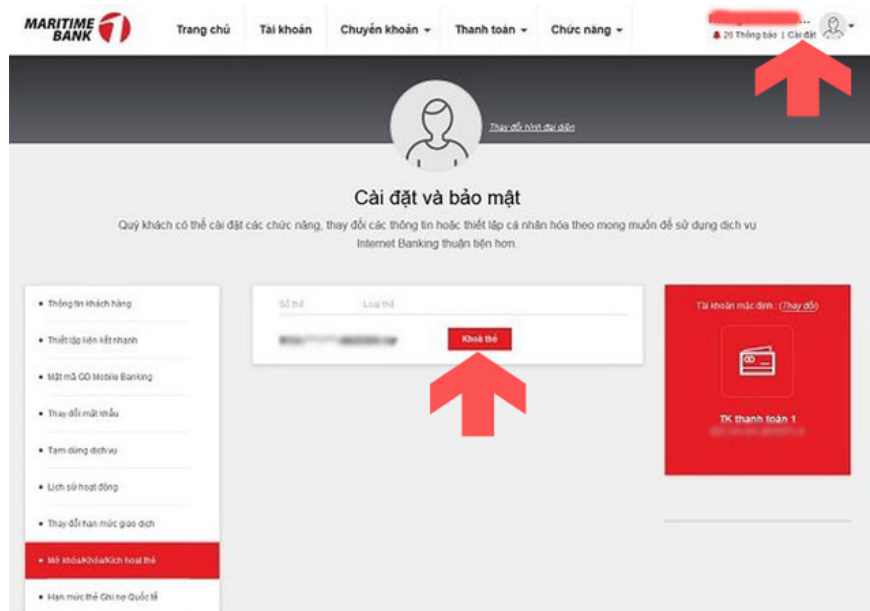 MARITIME
BANK
Trang chủ
Tài khoản
Chuyển khoản
Thanh toán
Chức năng
26 Thông báo | Cài đặt
Thay đổi hình đại diện
Cài đặt và bảo mật
Quý khách có thể cài đặt các chức năng, thay đổi các thông tin hoặc thiết lập cá nhân hóa theo mong muốn để sử dụng dịch vụ
Internet Banking thuận tiện hơn.
Thông tin khách hàng
Thiết lập liên kết nhanh
Mật mã GD Mobile Banking
Thay đổi mật khẩu
Tạm dừng dịch vụ
Lịch sử hoạt động
Thay đổi hạn mức giao dịch
Mở khóa/Khóa/Kích hoạt thẻ
Hạn mức thẻ Ghi nợ Quốc tế
Số thẻ
Loại thẻ
Khoá thẻ
Tài khoản mặc định : (Thay đổi)
TK thanh toán 1